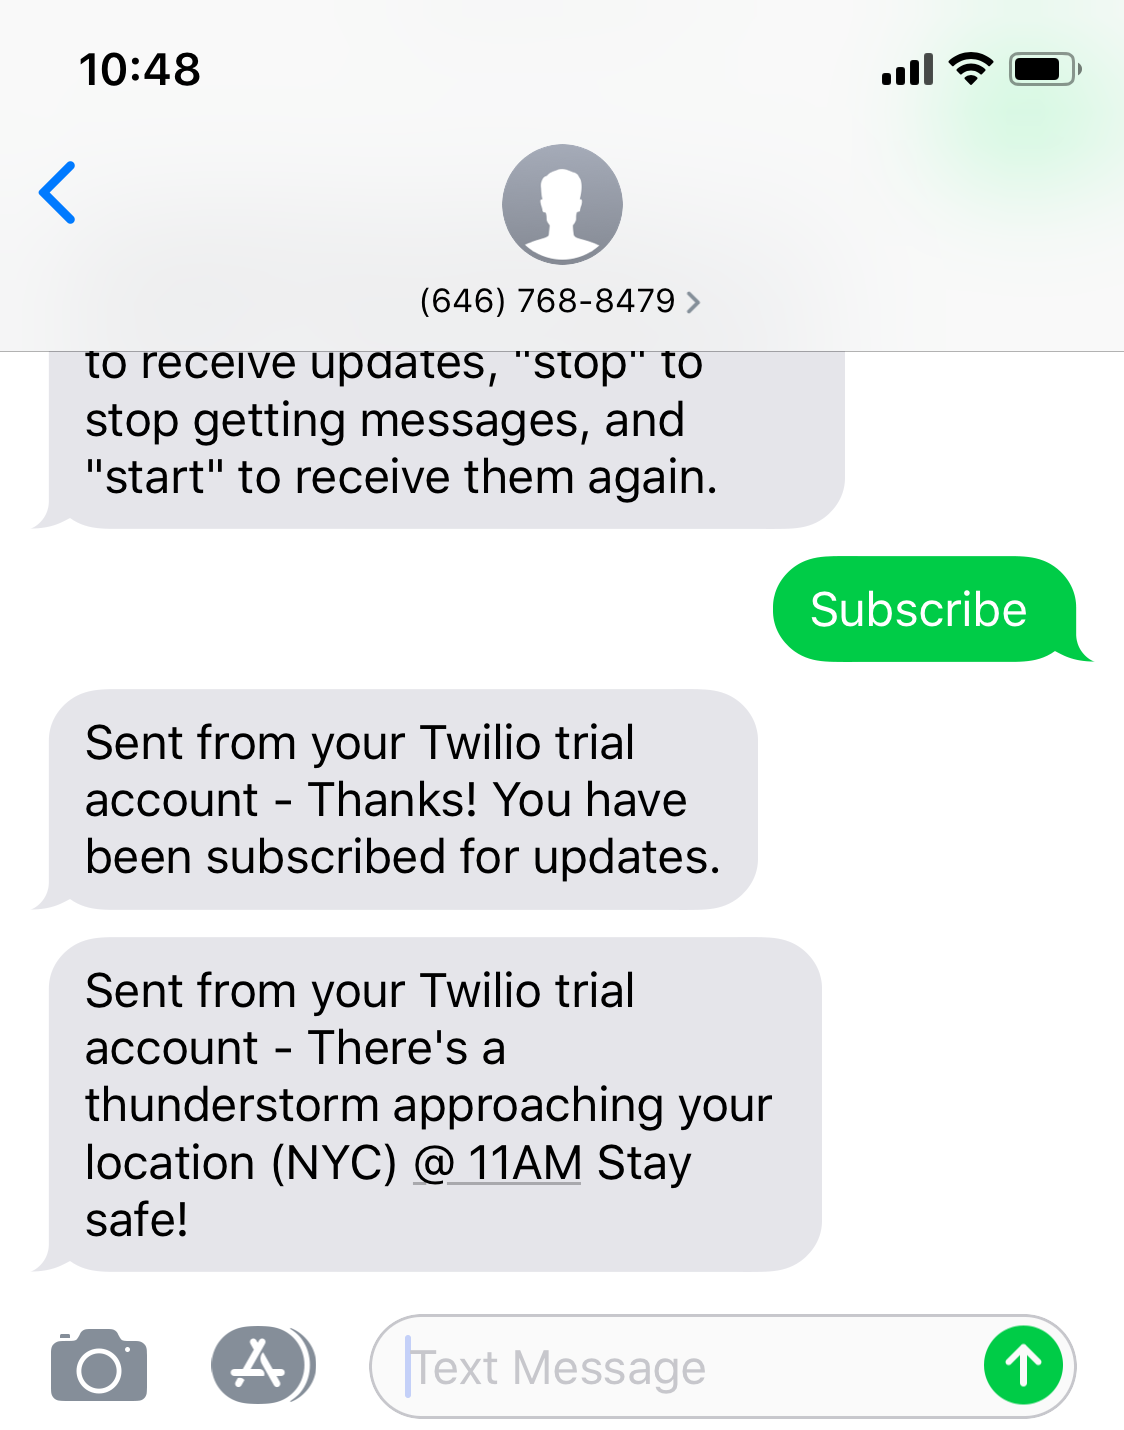 10:48
(646) 768-8479
to receive updates, "stop" to
stop getting messages, and
"start" to receive them again.
Subscribe
Sent from your Twilio trial
account - Thanks! You have
been subscribed for updates.
Sent from your Twilio trial
account - There's a
thunderstorm approaching your
location (NYC) @ 11AM Stay
safe!
Text Message